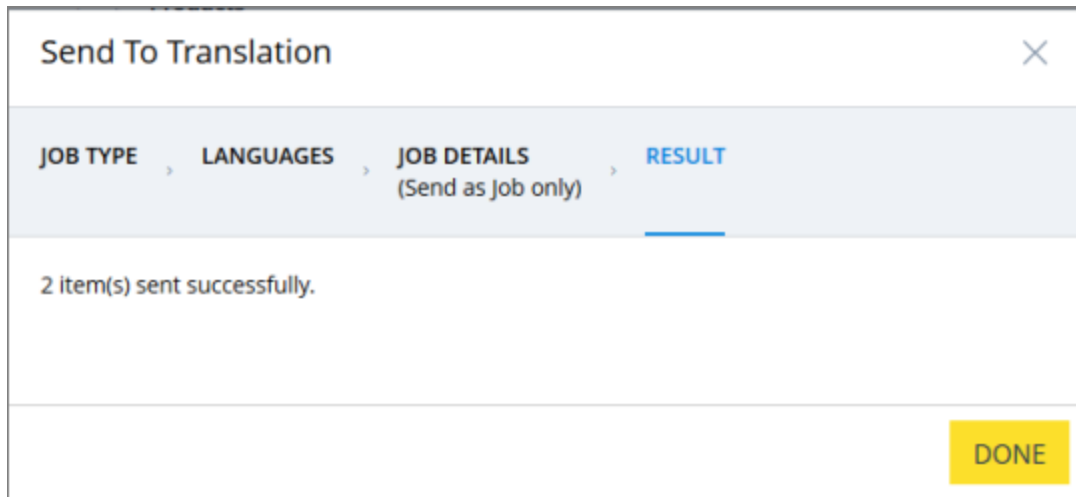 Send To Translation
JOB TYPE › LANGUAGES › JOB DETAILS › RESULT
(Send as Job only)
2 item(s) sent successfully.
DONE